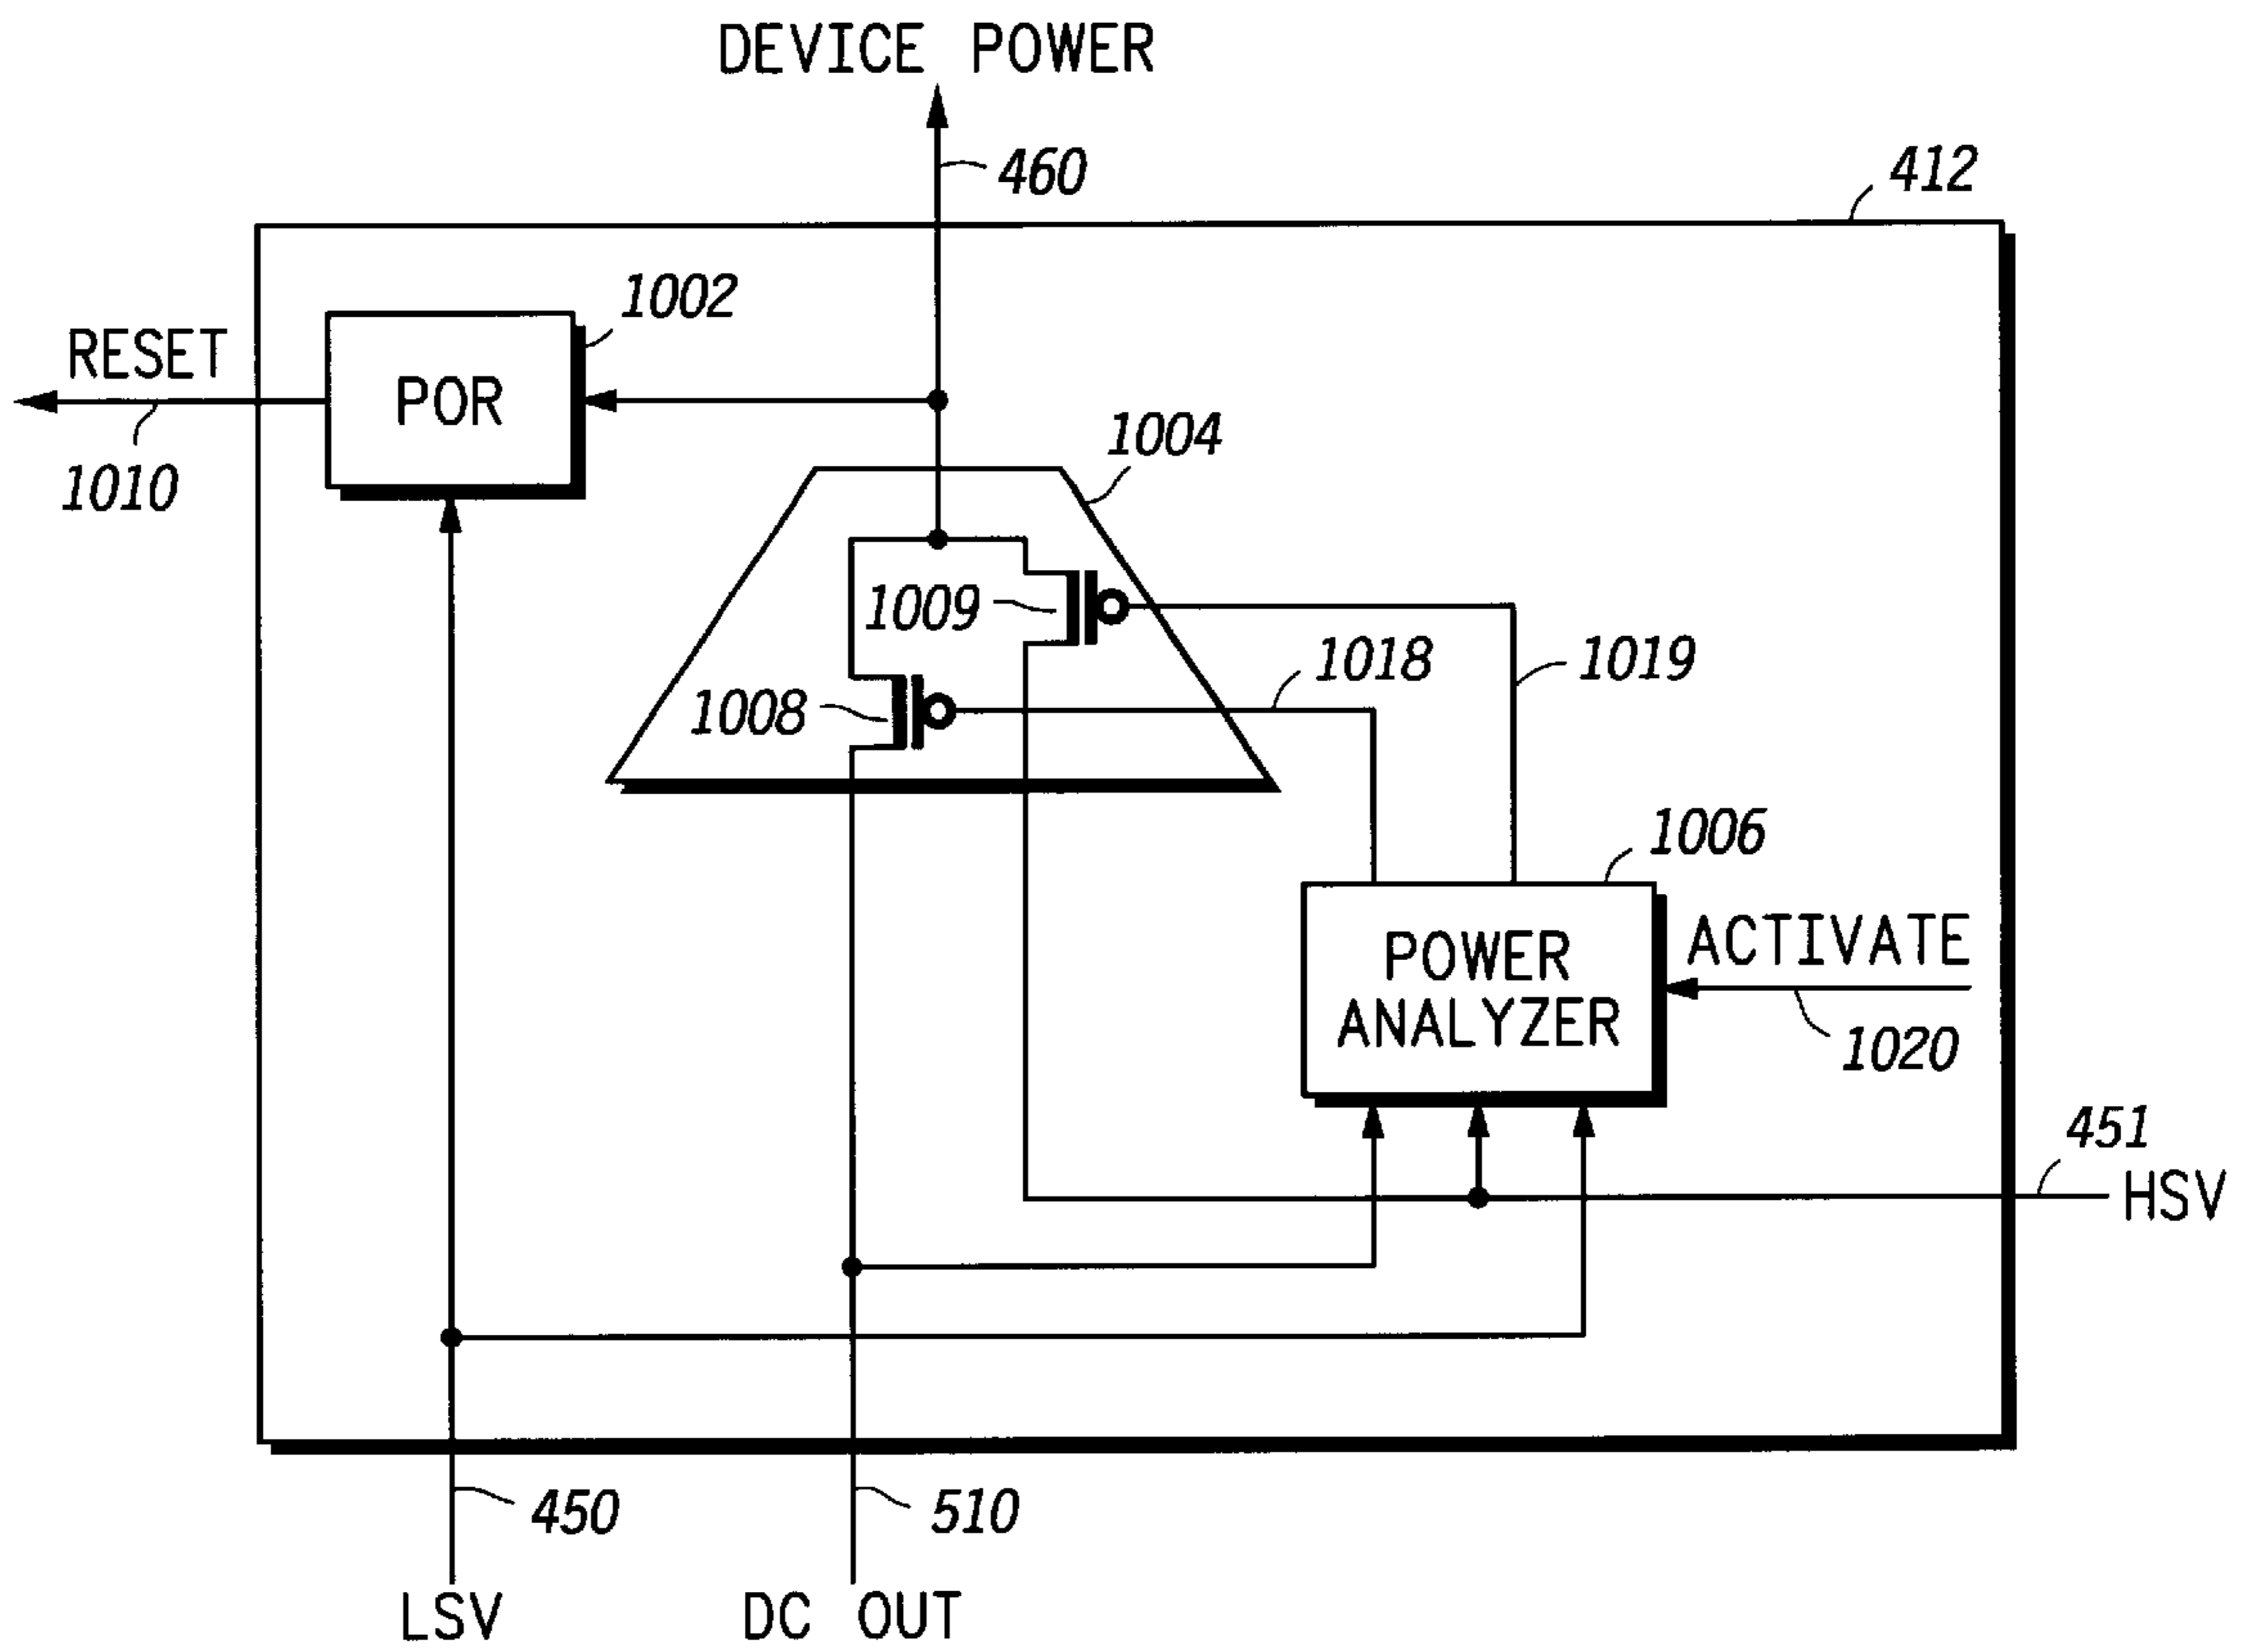 DEVICE POWER
460
412
1002
RESET
POR
1004
1010
1009
1018
1019
1008
1006
POWER
ANALYZER
ACTIVATE
1020
451
HSV
450
510
LSV
DC OUT